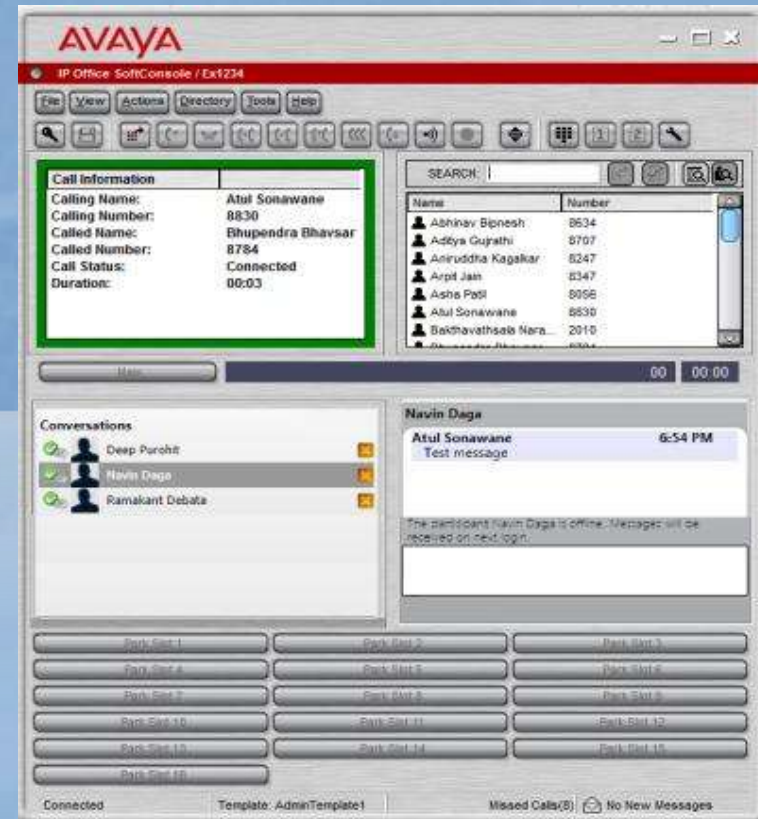 AVAYA
IP Office SoftConsole / Ex1234
File View Actions Directory Tools Help
1 2
Call Information
Calling Name: Atul Sonawane
Calling Number: 8830
Called Name: Bhupendra Bhavsar
Called Number: 8784
Call Status: Connected
Duration: 00:03
SEARCH:
Name Number
Abhinav Bipnesh 8634
Aditya Gujrathi 8707
Aniruddha Kagalkar 8247
Arpit Jain 8347
Asha Patil 8056
Atul Sonawane 8830
Bakthavathsala Nara... 2010
Main
00 00:00
Conversations
Deep Purohit
Navin Daga
Ramakant Debata
Navin Daga
Atul Sonawane 6:54 PM
Test message
The participant Navin Daga is offline. Messages will be
received on next login.
Park Slot 1 Park Slot 2 Park Slot 3
Park Slot 4 Park Slot 5 Park Slot 6
Park Slot 7 Park Slot 8 Park Slot 9
Park Slot 10 Park Slot 11 Park Slot 12
Park Slot 13 Park Slot 14 Park Slot 15
Park Slot 16
Connected Template: AdminTemplate1 Missed Calls(8) No New Messages